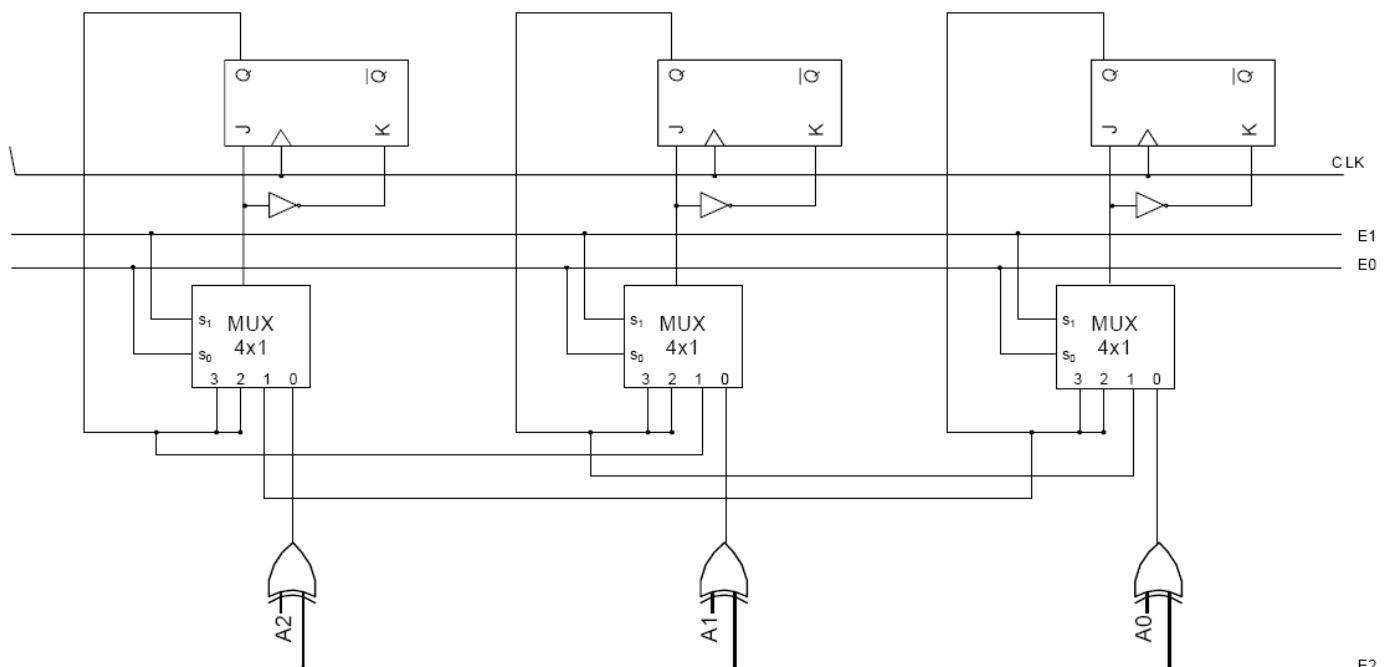 Q Q Q Q Q Q
J K J K J K
CLK
E1
E0
S1 MUX S1 MUX S1 MUX
S0 4x1 S0 4x1 S0 4x1
3 2 1 0 3 2 1 0 3 2 1 0
A2 A1 A0